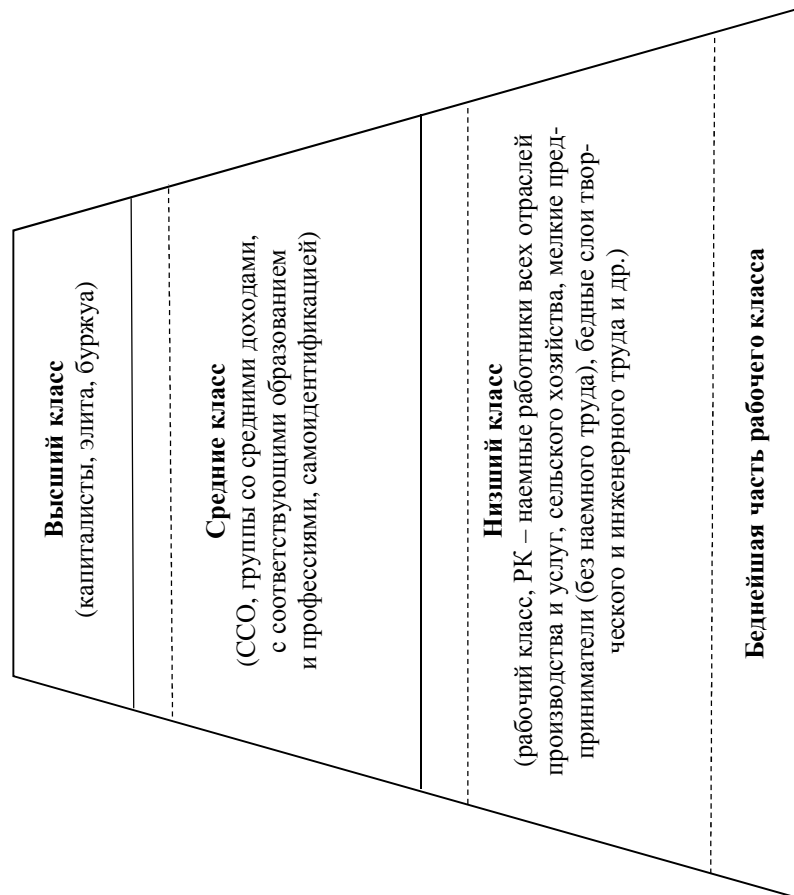 Высший класс
(капиталисты, элита, буржуа)
Средние класс
(ССО, группы со средними доходами,
с соответствующими образованием
и профессиями, самоидентификацией)
Низший класс
(рабочий класс, РК – наемные работники всех отраслей
производства и услуг, сельского хозяйства, мелкие пред-
приниматели (без наемного труда), бедные слои твор-
ческого и инженерного труда и др.)
Беднейшая часть рабочего класса